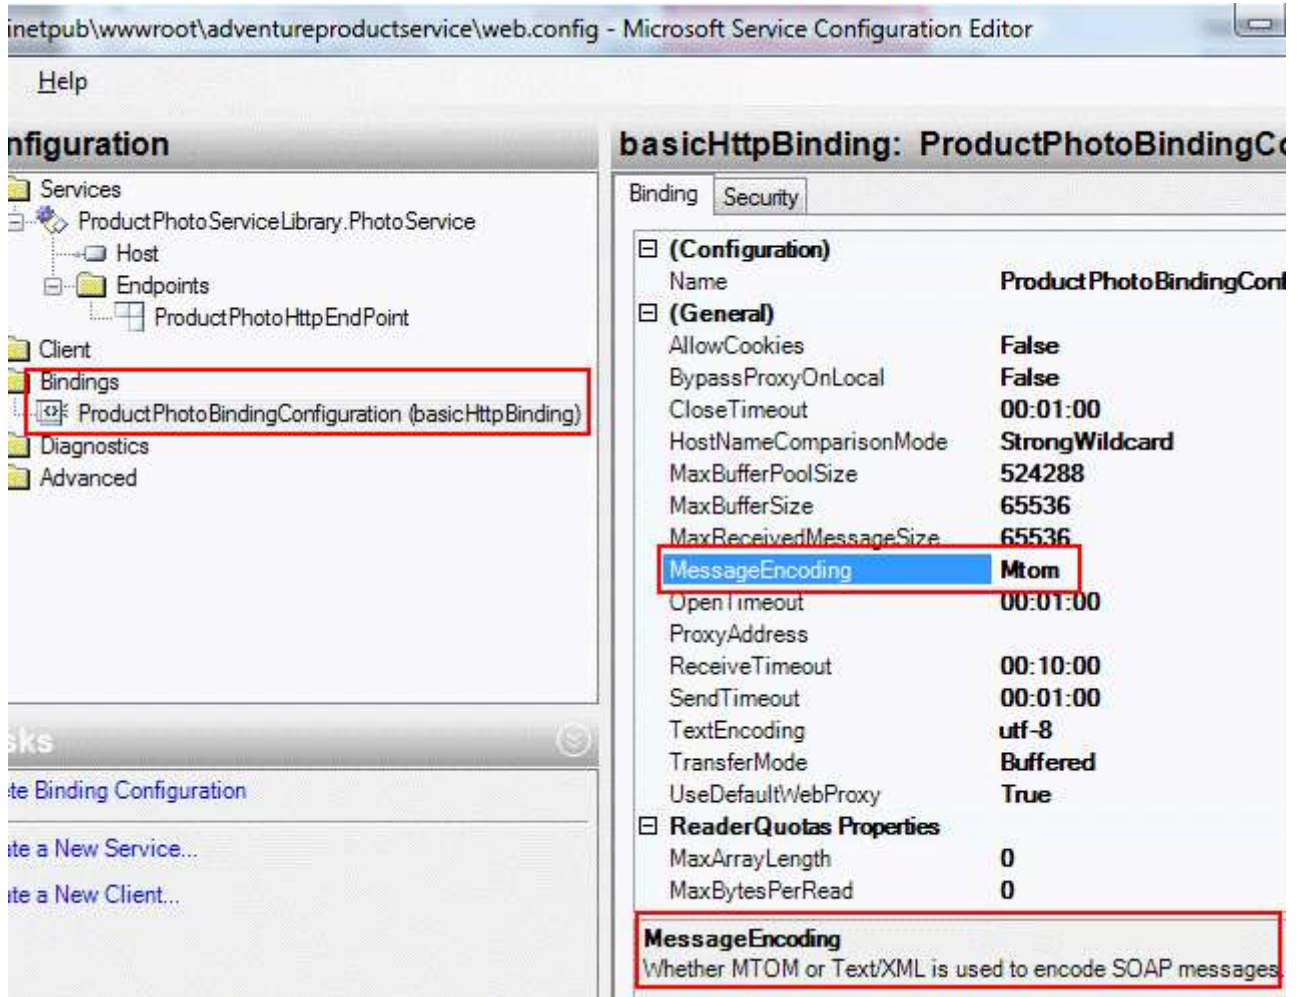 inetpub\wwwroot\adventureproductservice\web.config - Microsoft Service Configuration Editor
Help
nfiguration
Services
ProductPhotoServiceLibrary.PhotoService
Host
Endpoints
ProductPhotoHttpEndPoint
Client
Bindings
ProductPhotoBindingConfiguration (basicHttpBinding)
Diagnostics
Advanced
sks
te Binding Configuration
ate a New Service...
ate a New Client...
basicHttpBinding: ProductPhotoBindingCo
Binding Security
(Configuration)
Name ProductPhotoBindingConf
(General)
AllowCookies False
BypassProxyOnLocal False
CloseTimeout 00:01:00
HostNameComparisonMode StrongWildcard
MaxBufferPoolSize 524288
MaxBufferSize 65536
MaxReceivedMessageSize 65536
MessageEncoding Mtom
OpenTimeout 00:01:00
ProxyAddress
ReceiveTimeout 00:10:00
SendTimeout 00:01:00
TextEncoding utf-8
TransferMode Buffered
UseDefaultWebProxy True
ReaderQuotas Properties
MaxArrayLength 0
MaxBytesPerRead 0
MessageEncoding
Whether MTOM or Text/XML is used to encode SOAP messages.